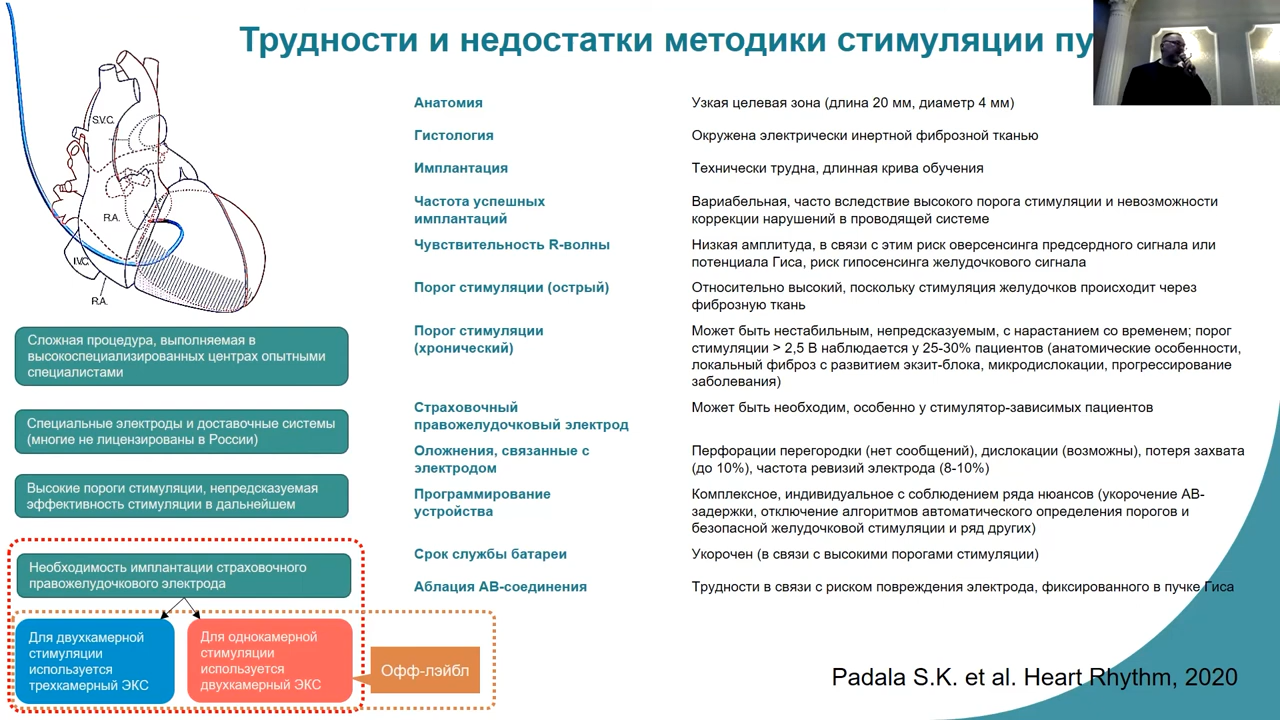 Трудности и недостатки методики стимуляции
S.V.C.
R.A.
I.V.C.
R.A.
Сложная процедура, выполняемая в
высокоспециализированных центрах опытными
специалистами
Специальные электроды и доставочные системы
(многие не лицензированы в России)
Высокие пороги стимуляции, непредсказуемая
эффективность стимуляции в дальнейшем
Необходимость имплантации страховочного
правожелудочкового электрода
Для двухкамерной
стимуляции
используется
трехкамерный ЭКС
Для однокамерной
стимуляции
используется
двухкамерный ЭКС
Офф-лэйбл
Анатомия
Узкая целевая зона (длина 20 мм, диаметр 4 мм)
Гистология
Окружена электрически инертной фиброзной тканью
Имплантация
Технически трудна, длинная крива обучения
Частота успешных
имплантаций
Вариабельная, часто вследствие высокого порога стимуляции и невозможности
коррекции нарушений в проводящей системе
Чувствительность R-волны
Низкая амплитуда, в связи с этим риск оверсенсинга предсердного сигнала или
потенциала Гиса, риск гипосенсинга желудочкового сигнала
Порог стимуляции (острый)
Относительно высокий, поскольку стимуляция желудочков происходит через
фиброзную ткань
Порог стимуляции
(хронический)
Может быть нестабильным, непредсказуемым, с нарастанием со временем; порог
стимуляции > 2,5 В наблюдается у 25-30% пациентов (анатомические особенности,
локальный фиброз с развитием экзит-блока, микродислокации, прогрессирование
заболевания)
Страховочный
правожелудочковый электрод
Может быть необходим, особенно у стимулятор-зависимых пациентов
Оложнения, связанные с
электродом
Перфорации перегородки (нет сообщений), дислокации (возможны), потеря захвата
(до 10%), частота ревизий электрода (8-10%)
Программирование
устройства
Комплексное, индивидуальное с соблюдением ряда нюансов (укорочение АВ-
задержки, отключение алгоритмов автоматического определения порогов и
безопасной желудочковой стимуляции и ряд других)
Срок службы батареи
Укорочен (в связи с высокими порогами стимуляции)
Аблация АВ-соединения
Трудности в связи с риском повреждения электрода, фиксированного в пучке Гиса
Padala S.K. et al. Heart Rhythm, 2020